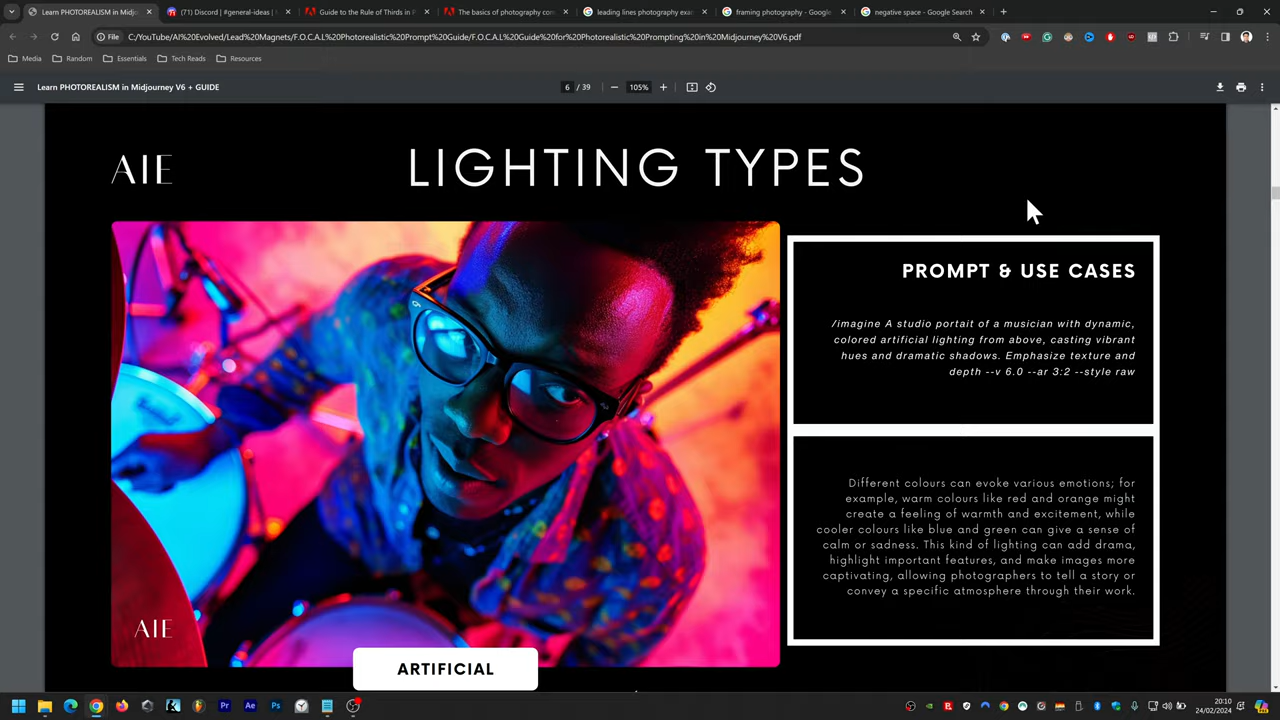 Learn PHOTOREALISM in Midj
(71) Discord | #general-ideas | A
Guide to the Rule of Thirds in P
The basics of photography com
leading lines photography exa
framing photography - Google
negative space - Google Search
File
C:/YouTube/AI%20Evolved/Lead%20Magnets/F.O.C.A.L%20Photorealistic%20Prompt%20Guide/F.O.C.A.L%20Guide%20for%20Photorealistic%20Prompting%20in%20Midjourney%20V6.pdf
Media
Random
Essentials
Tech Reads
Resources
Learn PHOTOREALISM in Midjourney V6 + GUIDE
6 / 39
105%
AIE
LIGHTING TYPES
PROMPT & USE CASES
/imagine A studio portait of a musician with dynamic,
colored artificial lighting from above, casting vibrant
hues and dramatic shadows. Emphasize texture and
depth --v 6.0 --ar 3:2 --style raw
Different colours can evoke various emotions; for
example, warm colours like red and orange might
create a feeling of warmth and excitement, while
cooler colours like blue and green can give a sense of
calm or sadness. This kind of lighting can add drama,
highlight important features, and make images more
captivating, allowing photographers to tell a story or
convey a specific atmosphere through their work.
AIE
ARTIFICIAL
20:10
24/02/2024